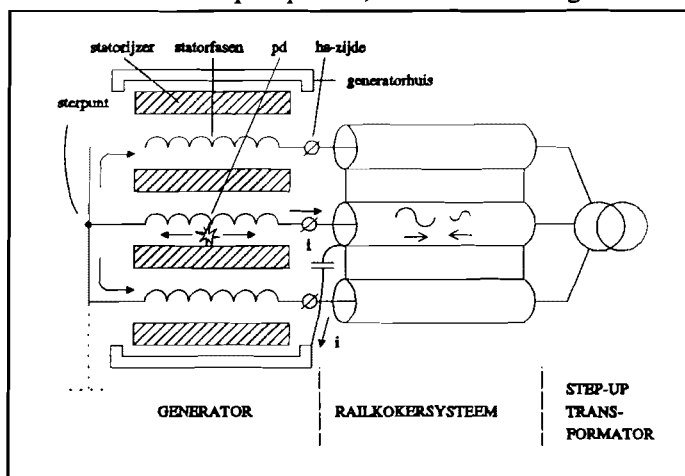 statorijzer statorfasen pd hs-zijde
generatorhuis
sterpunt
i
i
GENERATOR RAILKOKERSYSTEEM STEP-UP
TRANS-
FORMATOR